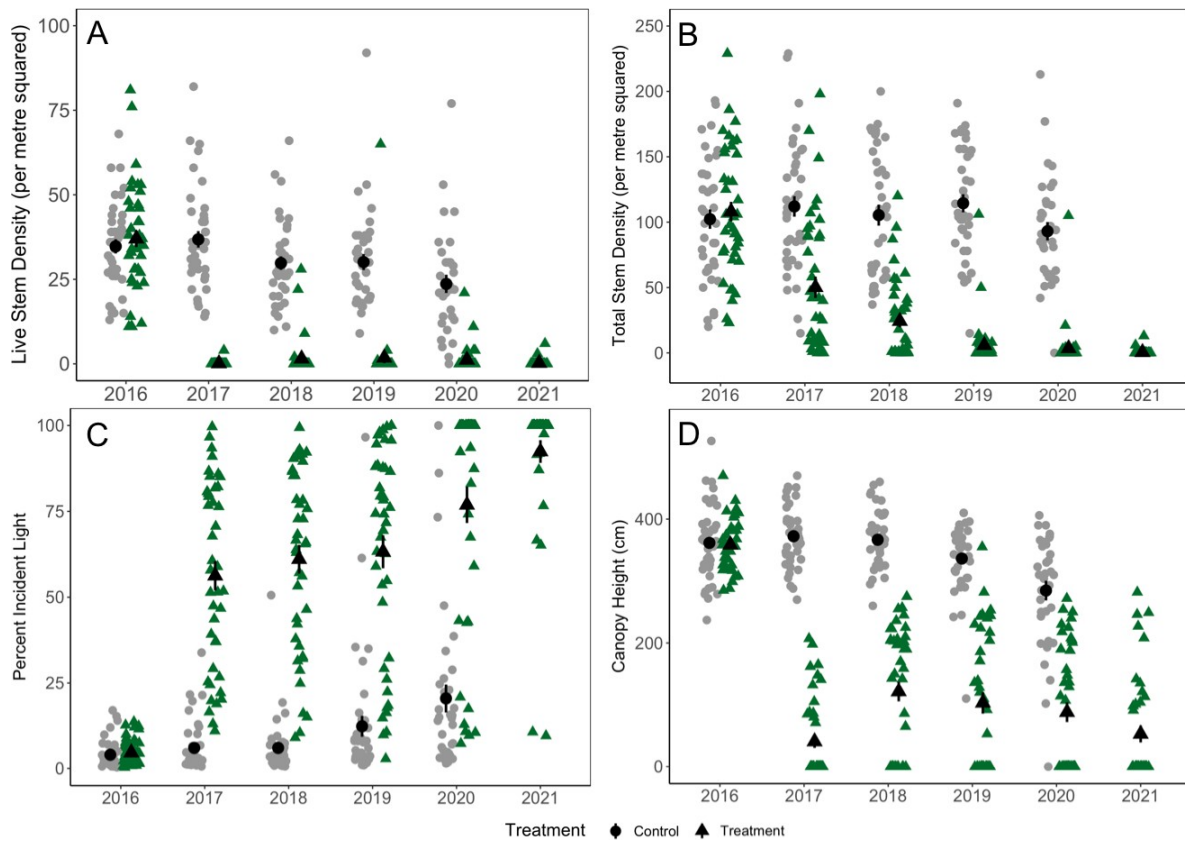 A
Live Stem Density (per metre squared)
100
75
50
25
0
2016 2017 2018 2019 2020 2021
B
Total Stem Density (per metre squared)
250
200
150
100
50
0
2016 2017 2018 2019 2020 2021
C
Percent Incident Light
100
75
50
25
0
2016 2017 2018 2019 2020 2021
D
Canopy Height (cm)
400
200
0
2016 2017 2018 2019 2020 2021
Treatment Control Treatment